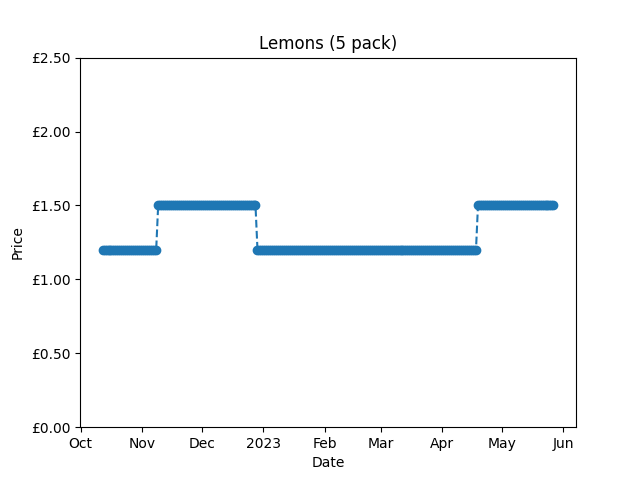 Lemons (5 pack)
£2.50
£2.00
£1.50
£1.00
£0.50
£0.00
Price
Oct Nov Dec 2023 Feb Mar Apr May Jun
Date